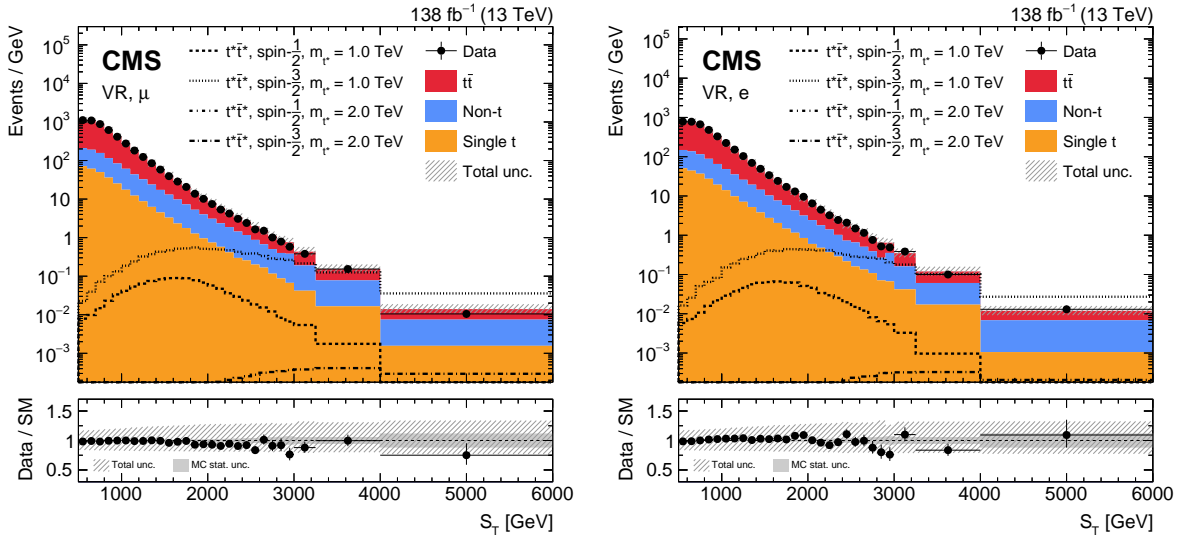 138 fb⁻¹ (13 TeV)
Events / GeV
10⁵
10⁴
10³
10²
10
1
10⁻¹
10⁻²
10⁻³
CMS
VR, μ
t*t̄*, spin-1/2, m_t* = 1.0 TeV
t*t̄*, spin-3/2, m_t* = 1.0 TeV
t*t̄*, spin-1/2, m_t* = 2.0 TeV
t*t̄*, spin-3/2, m_t* = 2.0 TeV
Data
tt̄
Non-t
Single t
Total unc.
Data / SM
1.5
1
0.5
Total unc.
MC stat. unc.
1000 2000 3000 4000 5000 6000
S_T [GeV]
138 fb⁻¹ (13 TeV)
Events / GeV
10⁵
10⁴
10³
10²
10
1
10⁻¹
10⁻²
10⁻³
CMS
VR, e
t*t̄*, spin-1/2, m_t* = 1.0 TeV
t*t̄*, spin-3/2, m_t* = 1.0 TeV
t*t̄*, spin-1/2, m_t* = 2.0 TeV
t*t̄*, spin-3/2, m_t* = 2.0 TeV
Data
tt̄
Non-t
Single t
Total unc.
Data / SM
1.5
1
0.5
Total unc.
MC stat. unc.
1000 2000 3000 4000 5000 6000
S_T [GeV]